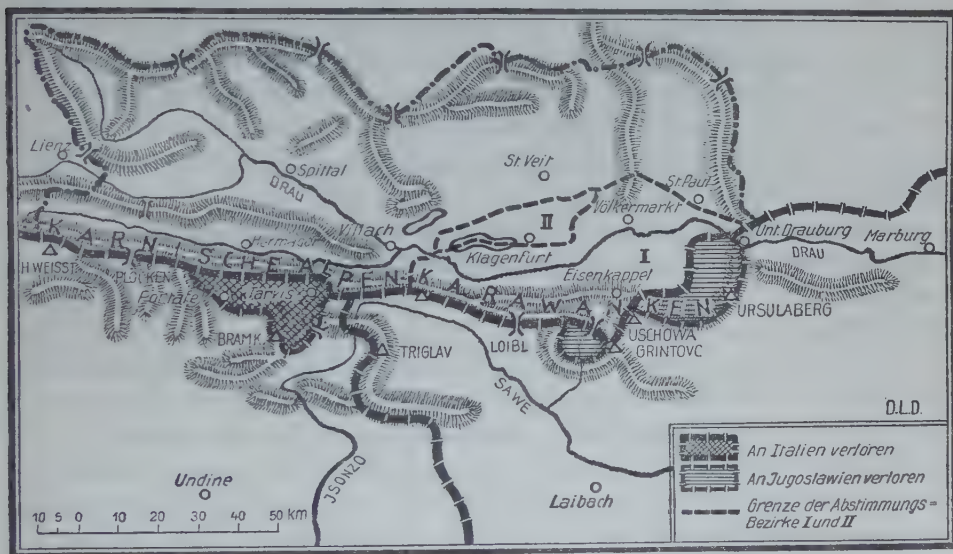 Lienz
Spittal
DRAU
St Veit
St. Paul
Völkermarkt
II
Villach
Klagenfurt
I
Unt. Drauburg
Marburg
DRAU
Eisenkappel
KARNISCHE ALPEN
KARAWANKEN
H WEISST
PLÖCKEN
Tarvis
BRAMK
TRIGLAV
LOIBL
USCHOWA
GRINTOVC
URSULABERG
SAWE
JSONZO
Undine
Laibach
D.L.D.
An Italien verloren
An Jugoslawien verloren
Grenze der Abstimmungs=
Bezirke I und II
10 5 0 10 20 30 40 50 km